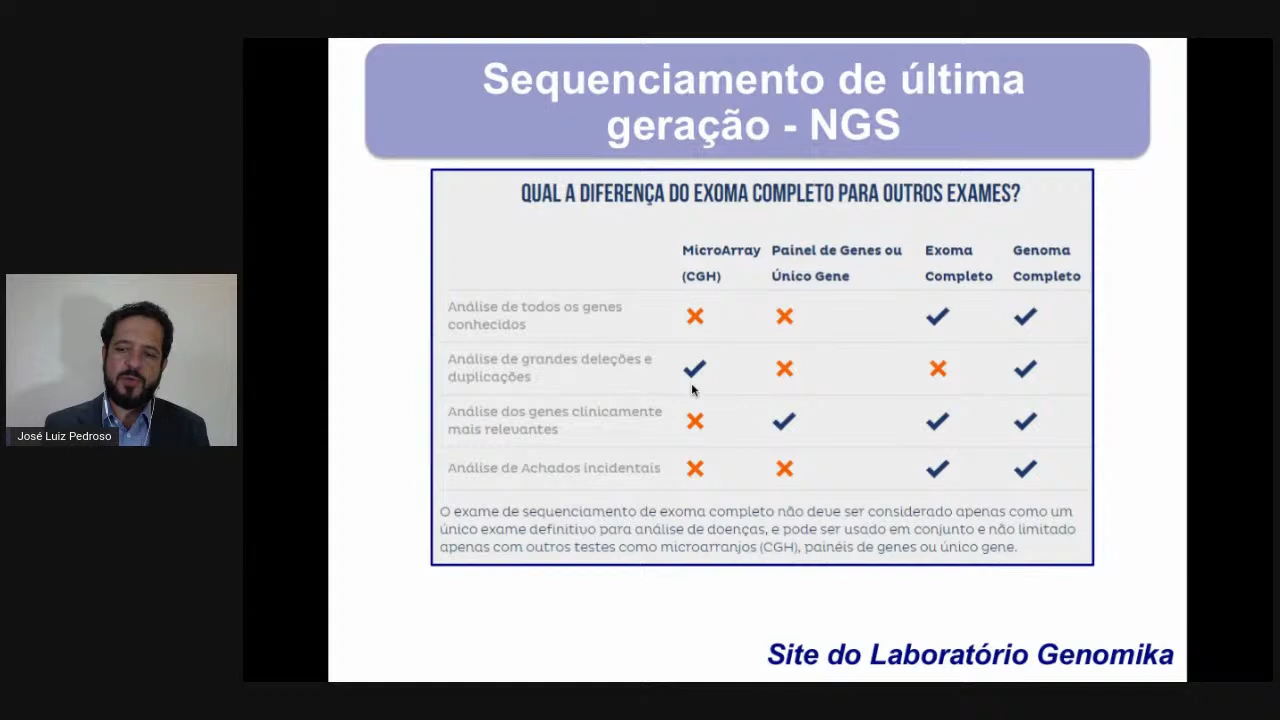 Sequenciamento de última
geração - NGS
QUAL A DIFERENÇA DO EXOMA COMPLETO PARA OUTROS EXAMES?
MicroArray Painel de Genes ou Exoma Genoma
(CGH) Único Gene Completo Completo
Análise de todos os genes
conhecidos
Análise de grandes deleções e
duplicações
Análise dos genes clinicamente
mais relevantes
Análise de Achados incidentais
O exame de sequenciamento de exoma completo não deve ser considerado apenas como um
único exame definitivo para análise de doenças, e pode ser usado em conjunto e não limitado
apenas com outros testes como microarranjos (CGH), painéis de genes ou único gene.
José Luiz Pedroso
Site do Laboratório Genomika